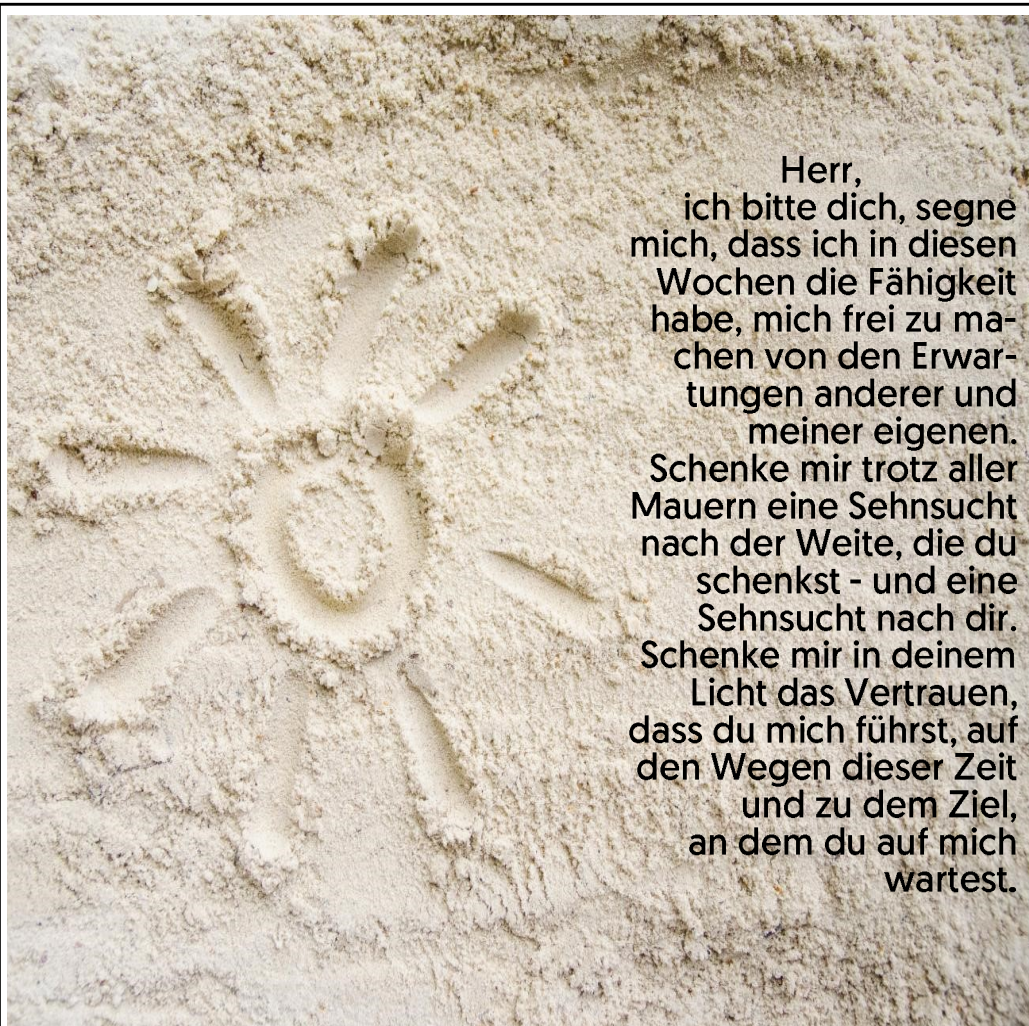 Herr,
ich bitte dich, segne
mich, dass ich in diesen
Wochen die Fähigkeit
habe, mich frei zu ma-
chen von den Erwar-
tungen anderer und
meiner eigenen.
Schenke mir trotz aller
Mauern eine Sehnsucht
nach der Weite, die du
schenkst - und eine
Sehnsucht nach dir.
Schenke mir in deinem
Licht das Vertrauen,
dass du mich führst, auf
den Wegen dieser Zeit
und zu dem Ziel,
an dem du auf mich
wartest.